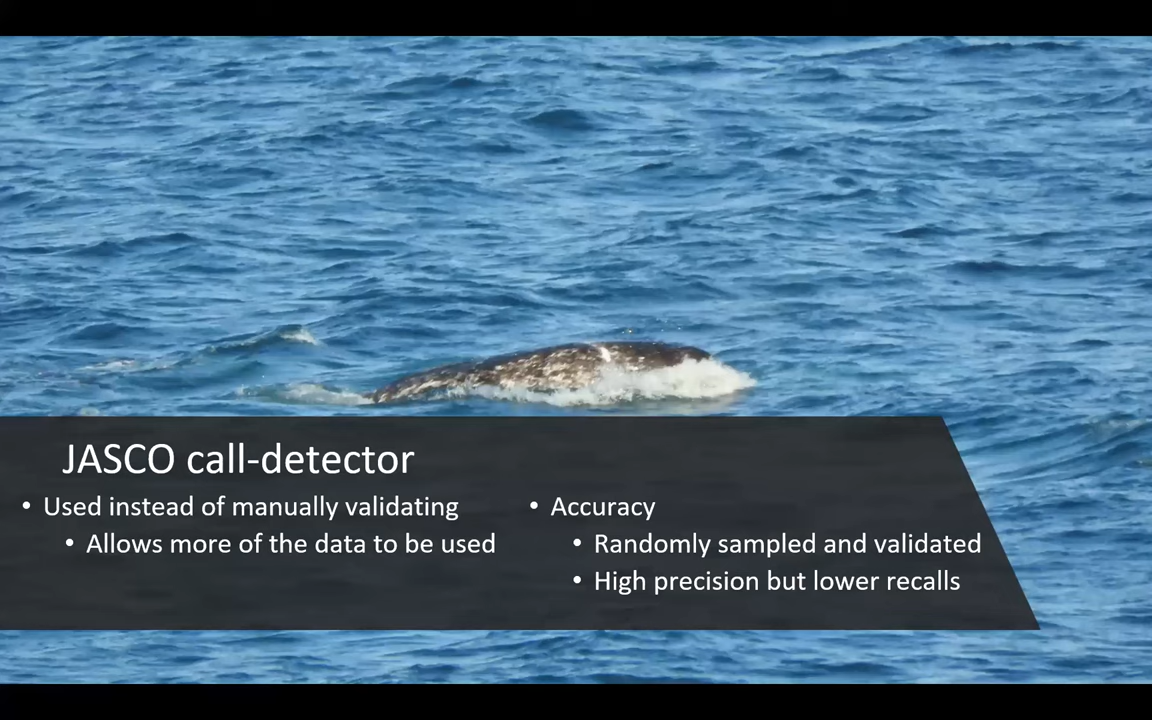 JASCO call-detector
• Used instead of manually validating
• Allows more of the data to be used
• Accuracy
• Randomly sampled and validated
• High precision but lower recalls